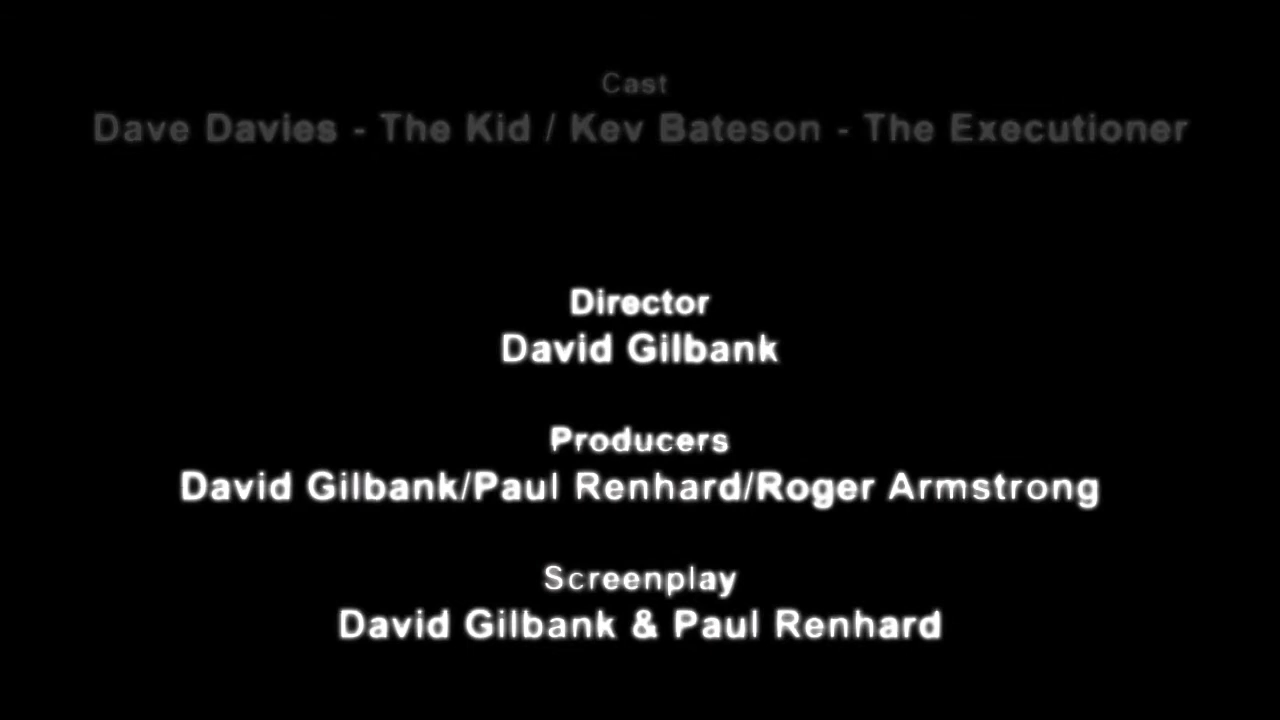 Cast
Dave Davies - The Kid / Kev Bateson - The Executioner
Director
David Gilbank
Producers
David Gilbank/Paul Renhard/Roger Armstrong
Screenplay
David Gilbank & Paul Renhard